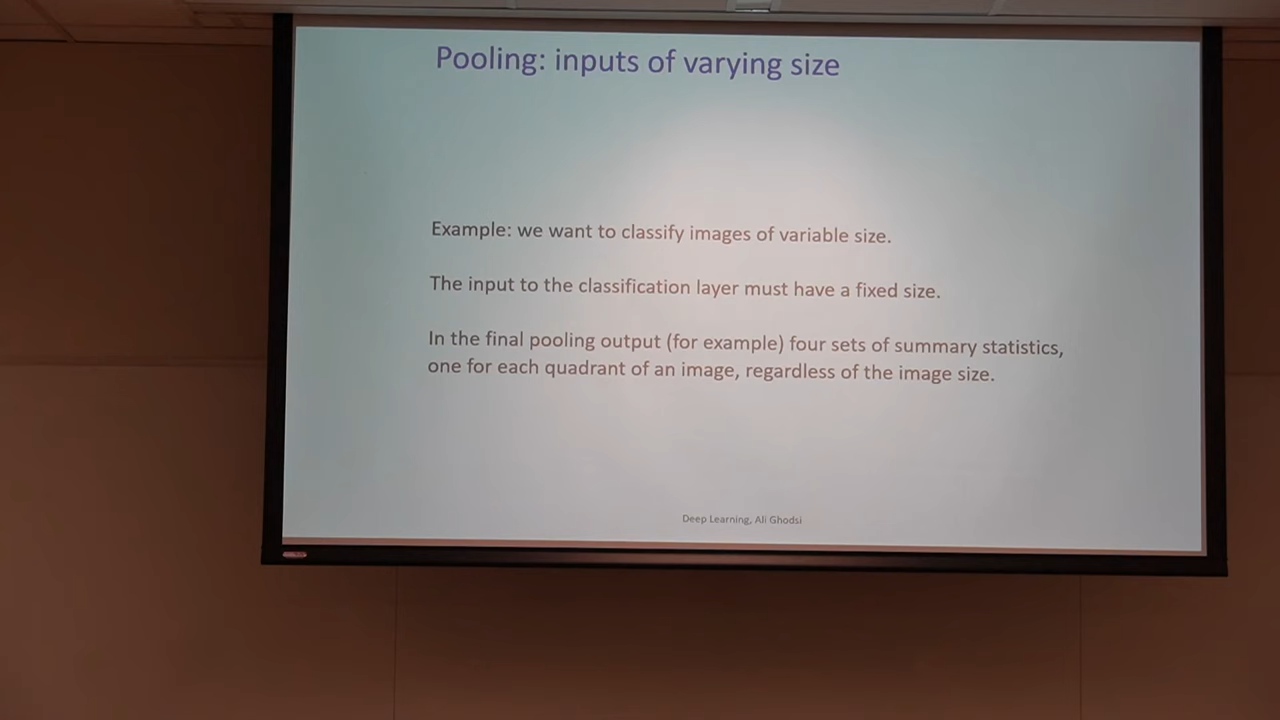 Pooling: inputs of varying size
Example: we want to classify images of variable size.
The input to the classification layer must have a fixed size.
In the final pooling output (for example) four sets of summary statistics,
one for each quadrant of an image, regardless of the image size.
Deep Learning, Ali Ghodsi